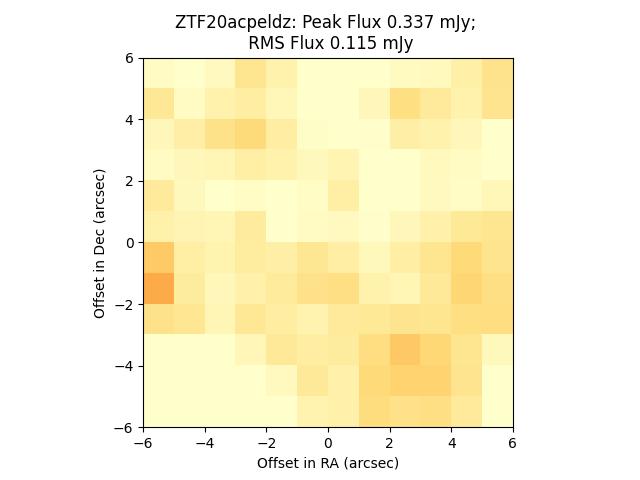 ZTF20acpeldz: Peak Flux 0.337 mJy;
RMS Flux 0.115 mJy
6
4
2
0
−2
−4
−6
Offset in Dec (arcsec)
−6 −4 −2 0 2 4 6
Offset in RA (arcsec)